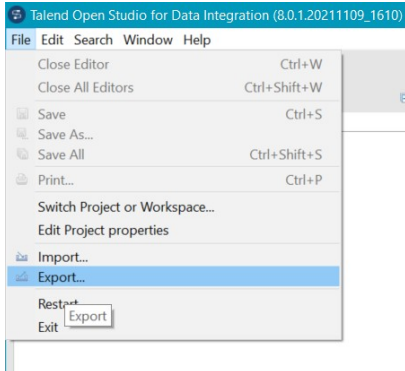 Talend Open Studio for Data Integration (8.0.1.20211109_1610)
File Edit Search Window Help
Close Editor Ctrl+W
Close All Editors Ctrl+Shift+W
Save Ctrl+S
Save As...
Save All Ctrl+Shift+S
Print... Ctrl+P
Switch Project or Workspace...
Edit Project properties
Import...
Export...
Restart
Export
Exit